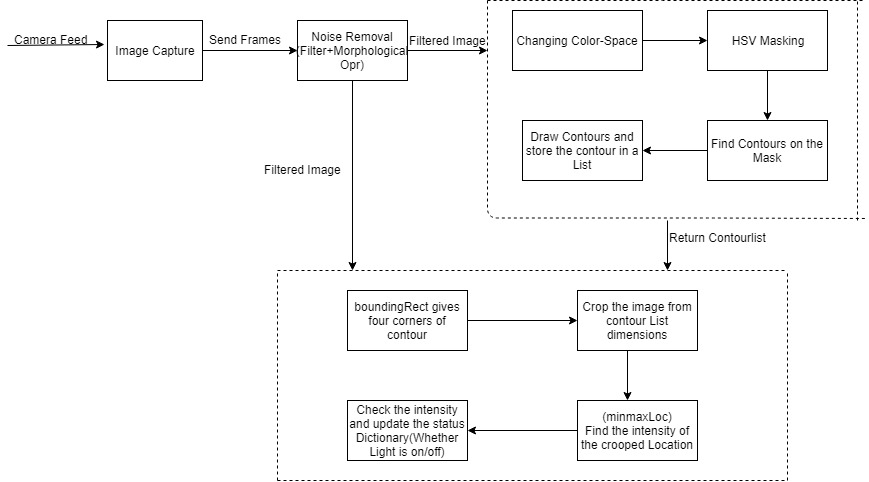 Camera Feed
Image Capture
Send Frames
Noise Removal
(Filter+Morphological
Opr)
Filtered Image
Changing Color-Space
HSV Masking
Draw Contours and
store the contour in a
List
Find Contours on the
Mask
Filtered Image
Return Contourlist
boundingRect gives
four corners of
contour
Crop the image from
contour List
dimensions
Check the intensity
and update the status
Dictionary(Whether
Light is on/off)
(minmaxLoc)
Find the intensity of
the crooped Location